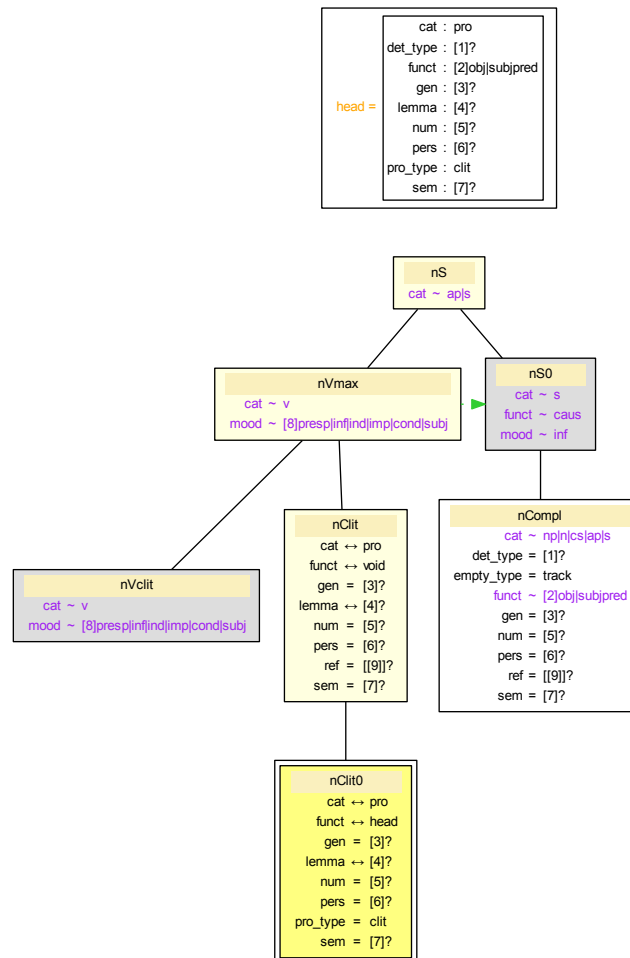 head =
cat : pro
det_type : [1]?
funct : [2]obj|subjpred
gen : [3]?
lemma : [4]?
num : [5]?
pers : [6]?
pro_type : clit
sem : [7]?
nS
cat ~ ap|s
nVmax
cat ~ v
mood ~ [8]presp|inf|ind|imp|cond|subj
nS0
cat ~ s
funct ~ caus
mood ~ inf
nVclit
cat ~ v
mood ~ [8]presp|inf|ind|imp|cond|subj
nClit
cat ↔ pro
funct ↔ void
gen = [3]?
lemma ↔ [4]?
num = [5]?
pers = [6]?
ref = [[9]]?
sem = [7]?
nCompl
cat ~ np|n|cs|ap|s
det_type = [1]?
empty_type = track
funct ~ [2]obj|subjpred
gen = [3]?
num = [5]?
pers = [6]?
ref = [[9]]?
sem = [7]?
nClit0
cat ↔ pro
funct ↔ head
gen = [3]?
lemma ↔ [4]?
num = [5]?
pers = [6]?
pro_type = clit
sem = [7]?